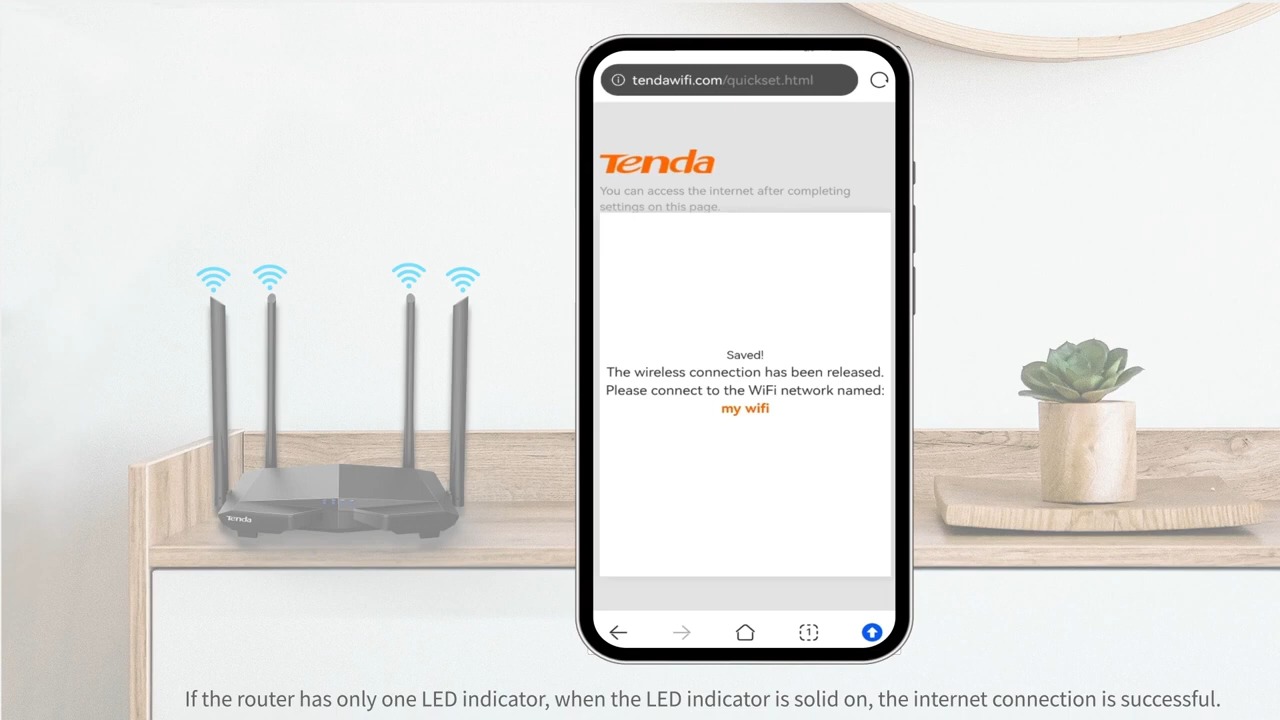 tendawifi.com/quickset.html
Tenda
You can access the internet after completing
settings on this page.
Saved!
The wireless connection has been released.
Please connect to the WiFi network named:
my wifi
1
Tenda
If the router has only one LED indicator, when the LED indicator is solid on, the internet connection is successful.